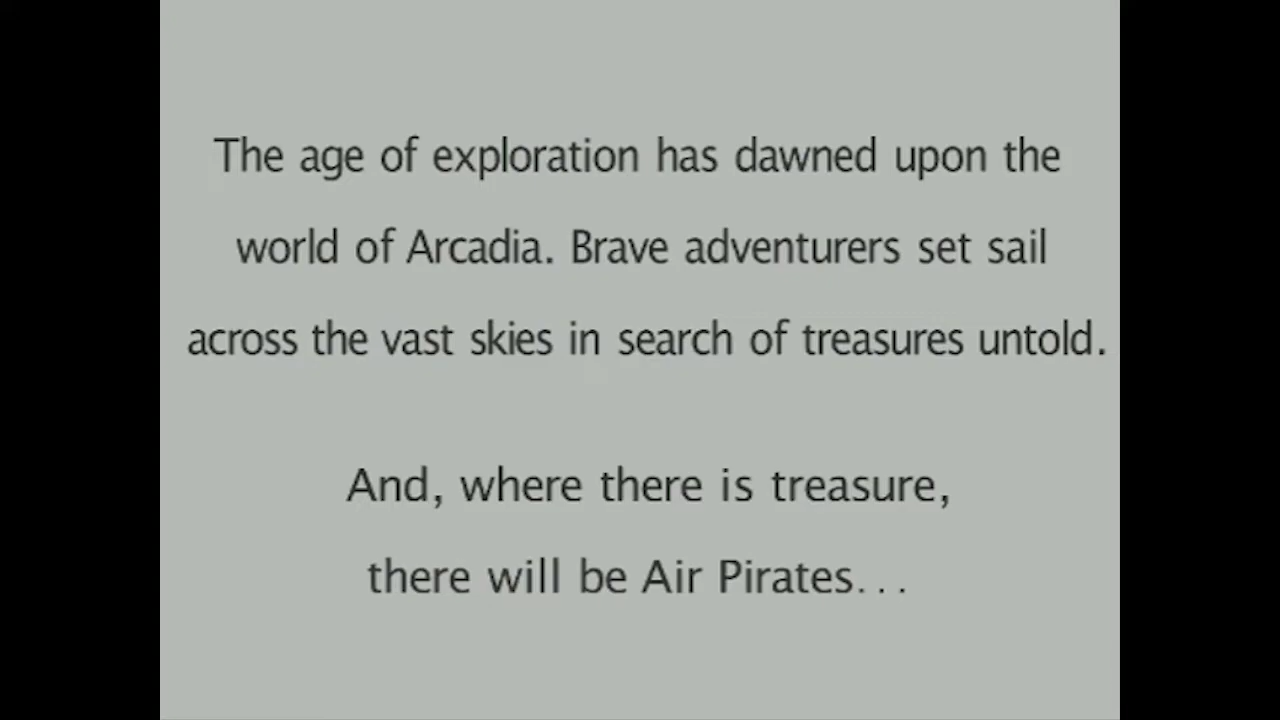 The age of exploration has dawned upon the
world of Arcadia. Brave adventurers set sail
across the vast skies in search of treasures untold.
And, where there is treasure,
there will be Air Pirates...